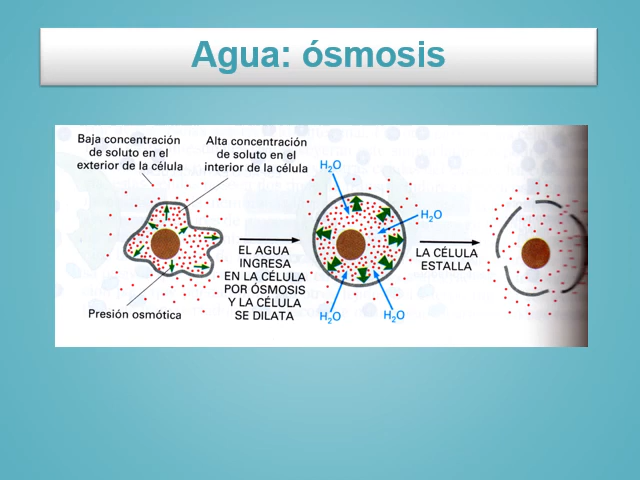 Agua: ósmosis
Baja concentración
de soluto en el
exterior de la célula
Alta concentración
de soluto en el
interior de la célula
Presión osmótica
EL AGUA
INGRESA
EN LA CÉLULA
POR ÓSMOSIS
Y LA CÉLULA
SE DILATA
H₂O
H₂O
H₂O
H₂O
LA CÉLULA
ESTALLA